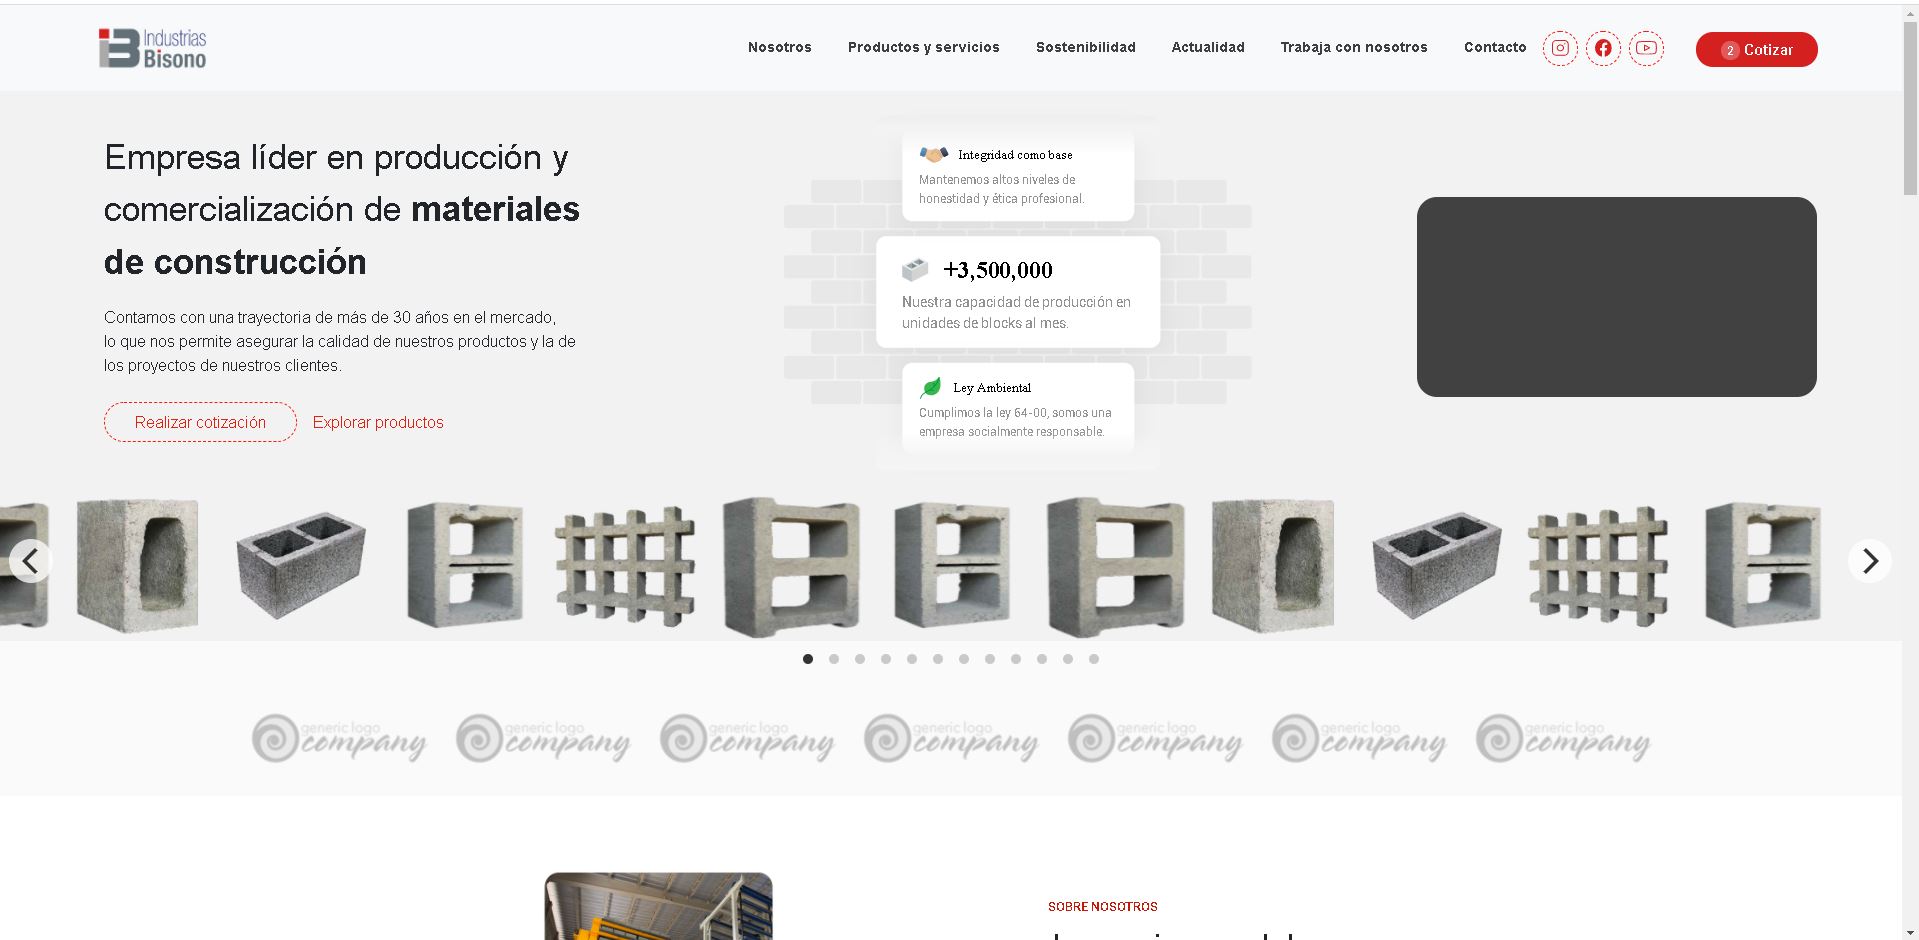 Industrias
Bisono
Nosotros
Productos y servicios
Sostenibilidad
Actualidad
Trabaja con nosotros
Contacto
2 Cotizar
Empresa líder en producción y
comercialización de materiales
de construcción
Contamos con una trayectoria de más de 30 años en el mercado,
lo que nos permite asegurar la calidad de nuestros productos y la de
los proyectos de nuestros clientes.
Realizar cotización
Explorar productos
Integridad como base
Mantenemos altos niveles de
honestidad y ética profesional.
+3,500,000
Nuestra capacidad de producción en
unidades de blocks al mes.
Ley Ambiental
Cumplimos la ley 64-00, somos una
empresa socialmente responsable.
generic logo
company
generic logo
company
generic logo
company
generic logo
company
generic logo
company
generic logo
company
generic logo
company
SOBRE NOSOTROS